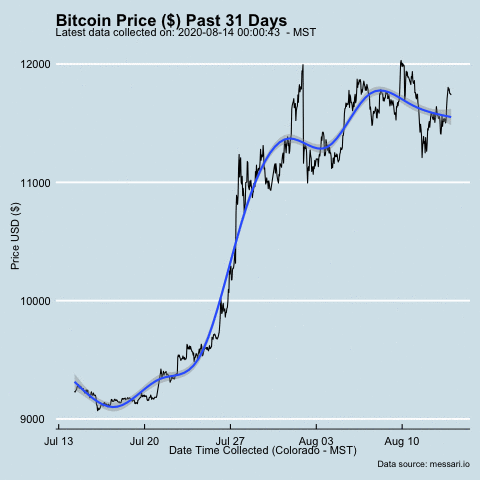 Bitcoin Price ($) Past 31 Days
Latest data collected on: 2020-08-14 00:00:43 - MST
12000
11000
10000
9000
Price USD ($)
Jul 13 Jul 20 Jul 27 Aug 03 Aug 10
Date Time Collected (Colorado - MST)
Data source: messari.io